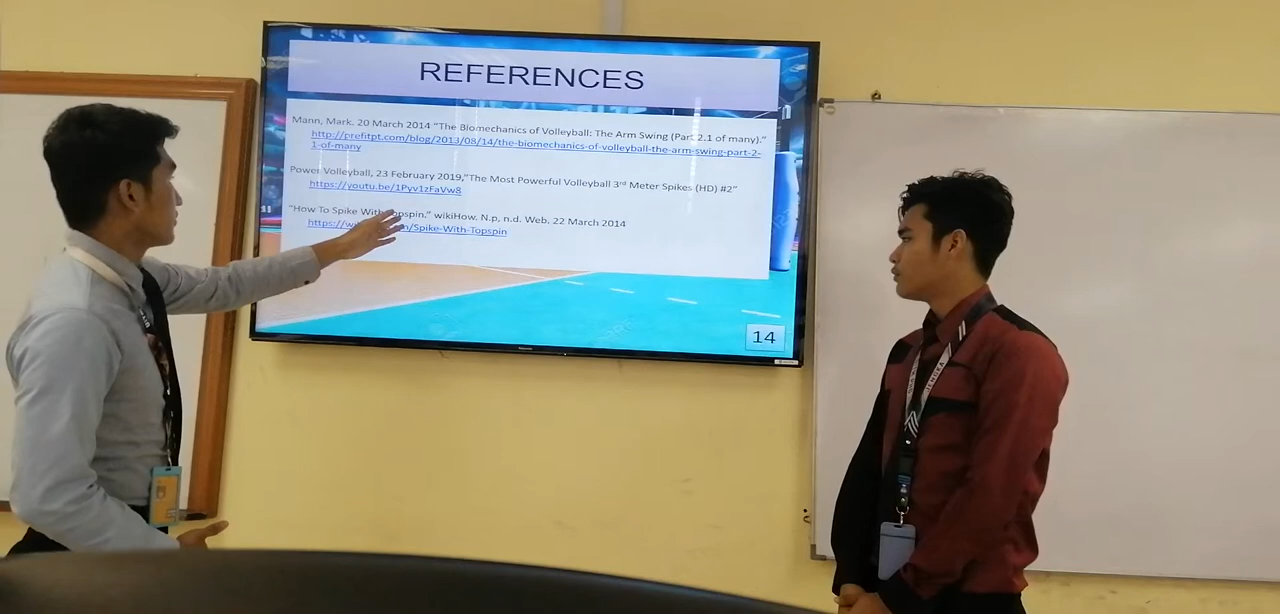 REFERENCES
Mann, Mark. 20 March 2014 "The Biomechanics of Volleyball: The Arm Swing (Part 2.1 of many)."
http://prefitpt.com/blog/2013/08/14/the-biomechanics-of-volleyball-the-arm-swing-part-2-
1-of-many
Power Volleyball, 23 February 2019,"The Most Powerful Volleyball 3rd Meter Spikes (HD) #2"
https://youtu.be/1Pyv1zFaVw8
"How To Spike With Topspin." wikiHow. N.p, n.d. Web. 22 March 2014
/Spike-With-Topspin
14